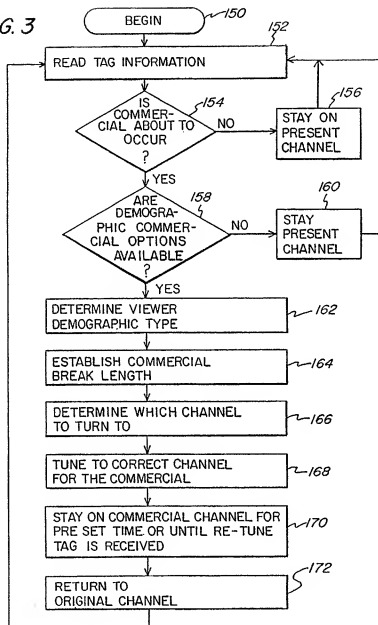 G. 3
BEGIN
150
152
READ TAG INFORMATION
IS
COMMER-
CIAL ABOUT TO
OCCUR
?
154
NO
156
STAY ON
PRESENT
CHANNEL
YES
ARE
DEMOGRA-
PHIC COMMER-
CIAL OPTIONS
AVAILABLE
?
158
NO
160
STAY
PRESENT
CHANNEL
YES
DETERMINE VIEWER
DEMOGRAPHIC TYPE
162
ESTABLISH COMMERCIAL
BREAK LENGTH
164
DETERMINE WHICH CHANNEL
TO TURN TO
166
TUNE TO CORRECT CHANNEL
FOR THE COMMERCIAL
168
STAY ON COMMERCIAL CHANNEL FOR
PRE SET TIME OR UNTIL RE-TUNE
TAG IS RECEIVED
170
RETURN TO
ORIGINAL CHANNEL
172